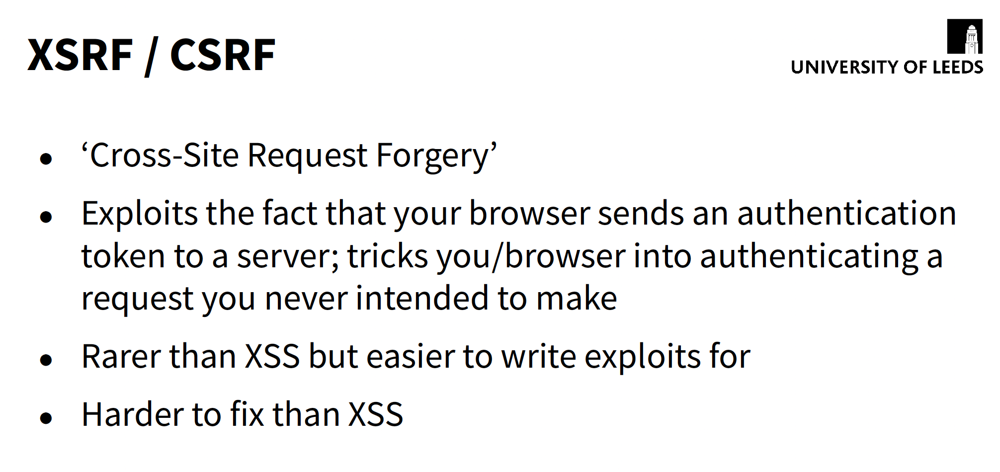 XSRF / CSRF
UNIVERSITY OF LEEDS
● ‘Cross-Site Request Forgery’
● Exploits the fact that your browser sends an authentication
token to a server; tricks you/browser into authenticating a
request you never intended to make
● Rarer than XSS but easier to write exploits for
● Harder to fix than XSS